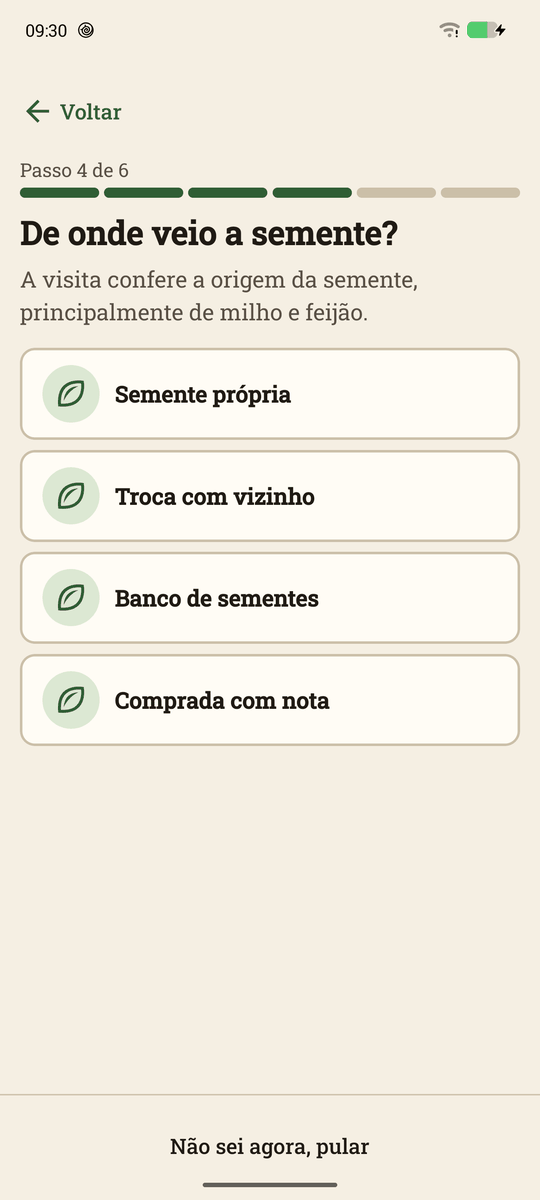 09:30
Voltar
Passo 4 de 6
De onde veio a semente?
A visita confere a origem da semente,
principalmente de milho e feijão.
Semente própria
Troca com vizinho
Banco de sementes
Comprada com nota
Não sei agora, pular